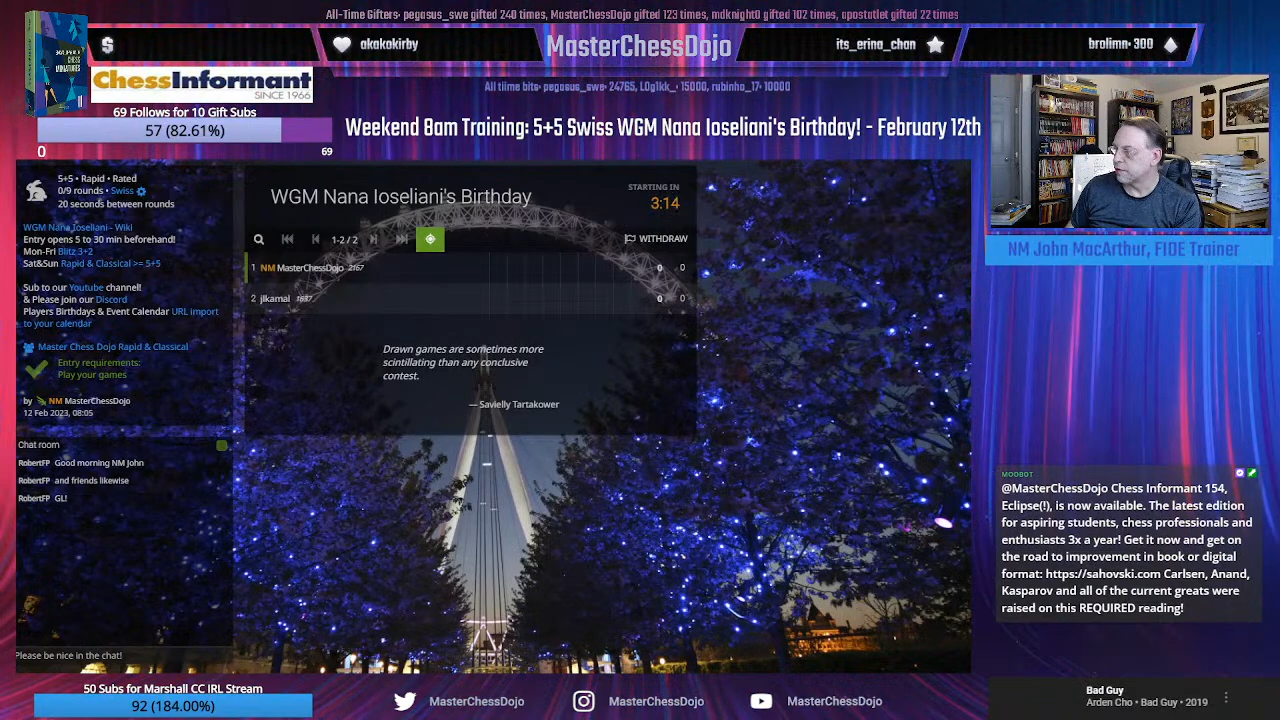 All-Time Gifters• pegasus_swe gifted 240 times, MasterChessDojo gifted 123 times, mdknight0 gifted 102 times, apostatlet gifted 22 times
akakokirby
MasterChessDojo
its_erina_chan
brolimn• 300
ChessInformant
SINCE 1966
All tiime bits• pegasus_swe• 24765, L0g1kk_• 15000, rubinho_17• 10000
69 Follows for 10 Gift Subs
57 (82.61%)
0
69
Weekend 8am Training: 5+5 Swiss WGM Nana Ioseliani's Birthday! - February 12th
5+5 • Rapid • Rated
0/9 rounds • Swiss
20 seconds between rounds
WGM Nana Ioseliani– Wiki
Entry opens 5 to 30 min beforehand!
Mon-Fri Blitz 3+2
Sat&Sun Rapid & Classical >= 5+5
Sub to our Youtube channel!
& Please join our Discord
Players Birthdays & Event Calendar URL import
to your calendar
Master Chess Dojo Rapid & Classical
Entry requirements:
Play your games
by NM MasterChessDojo
12 Feb 2023, 08:05
WGM Nana Ioseliani's Birthday
STARTING IN
3:14
1-2 / 2
WITHDRAW
1 NM MasterChessDojo 2167 0 0
2 jlkamal 1637 0 0
Drawn games are sometimes more
scintillating than any conclusive
contest.
— Savielly Tartakower
Chat room
RobertFP Good morning NM John
RobertFP and friends likewise
RobertFP GL!
Please be nice in the chat!
NM John MacArthur, FIDE Trainer
MOOBOT
@MasterChessDojo Chess Informant 154,
Eclipse(!), is now available. The latest edition
for aspiring students, chess professionals and
enthusiasts 3x a year! Get it now and get on
the road to improvement in book or digital
format: https://sahovski.com Carlsen, Anand,
Kasparov and all of the current greats were
raised on this REQUIRED reading!
50 Subs for Marshall CC IRL Stream
92 (184.00%)
MasterChessDojo
MasterChessDojo
MasterChessDojo
Bad Guy
Arden Cho • Bad Guy • 2019